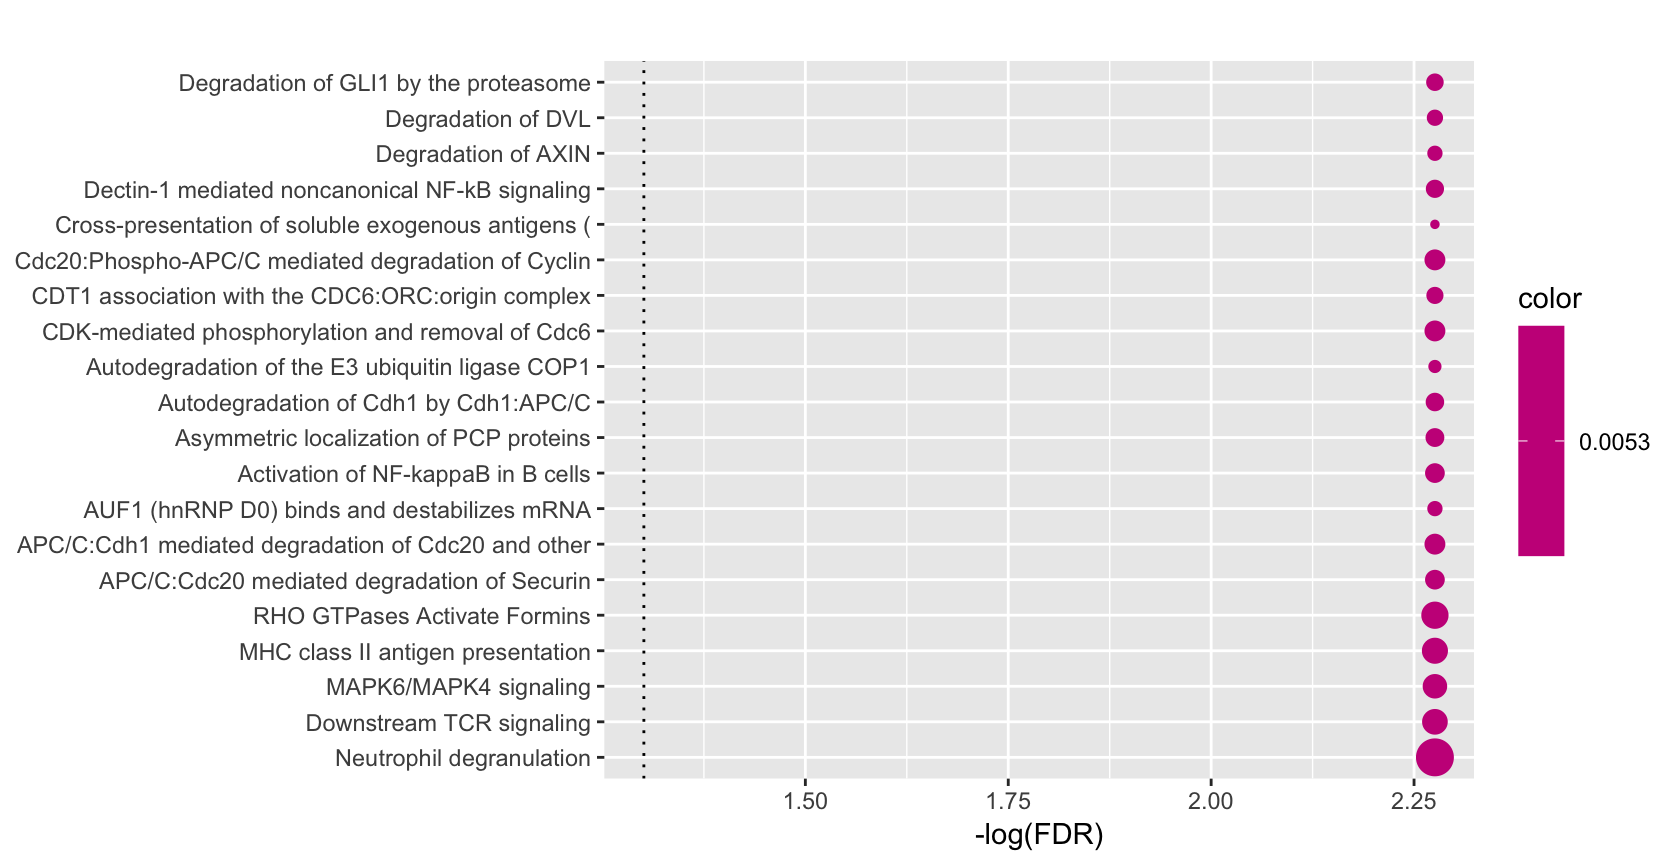 Degradation of GLI1 by the proteasome
Degradation of DVL
Degradation of AXIN
Dectin-1 mediated noncanonical NF-kB signaling
Cross-presentation of soluble exogenous antigens (
Cdc20:Phospho-APC/C mediated degradation of Cyclin
CDT1 association with the CDC6:ORC:origin complex
CDK-mediated phosphorylation and removal of Cdc6
Autodegradation of the E3 ubiquitin ligase COP1
Autodegradation of Cdh1 by Cdh1:APC/C
Asymmetric localization of PCP proteins
Activation of NF-kappaB in B cells
AUF1 (hnRNP D0) binds and destabilizes mRNA
APC/C:Cdh1 mediated degradation of Cdc20 and other
APC/C:Cdc20 mediated degradation of Securin
RHO GTPases Activate Formins
MHC class II antigen presentation
MAPK6/MAPK4 signaling
Downstream TCR signaling
Neutrophil degranulation
1.50 1.75 2.00 2.25
-log(FDR)
color
0.0053